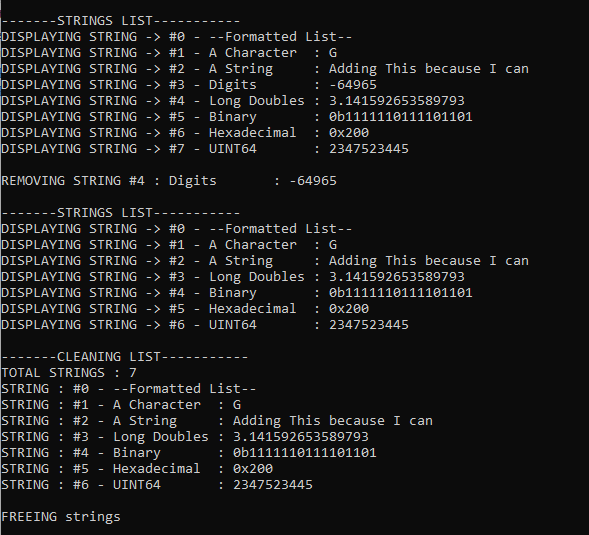 -------STRINGS LIST-----------
DISPLAYING STRING -> #0 - --Formatted List--
DISPLAYING STRING -> #1 - A Character  : G
DISPLAYING STRING -> #2 - A String     : Adding This because I can
DISPLAYING STRING -> #3 - Digits       : -64965
DISPLAYING STRING -> #4 - Long Doubles : 3.141592653589793
DISPLAYING STRING -> #5 - Binary       : 0b1111110111101101
DISPLAYING STRING -> #6 - Hexadecimal  : 0x200
DISPLAYING STRING -> #7 - UINT64       : 2347523445

REMOVING STRING #4 : Digits       : -64965

-------STRINGS LIST-----------
DISPLAYING STRING -> #0 - --Formatted List--
DISPLAYING STRING -> #1 - A Character  : G
DISPLAYING STRING -> #2 - A String     : Adding This because I can
DISPLAYING STRING -> #3 - Long Doubles : 3.141592653589793
DISPLAYING STRING -> #4 - Binary       : 0b1111110111101101
DISPLAYING STRING -> #5 - Hexadecimal  : 0x200
DISPLAYING STRING -> #6 - UINT64       : 2347523445

-------CLEANING LIST-----------
TOTAL STRINGS : 7
STRING : #0 - --Formatted List--
STRING : #1 - A Character  : G
STRING : #2 - A String     : Adding This because I can
STRING : #3 - Long Doubles : 3.141592653589793
STRING : #4 - Binary       : 0b1111110111101101
STRING : #5 - Hexadecimal  : 0x200
STRING : #6 - UINT64       : 2347523445

FREEING strings